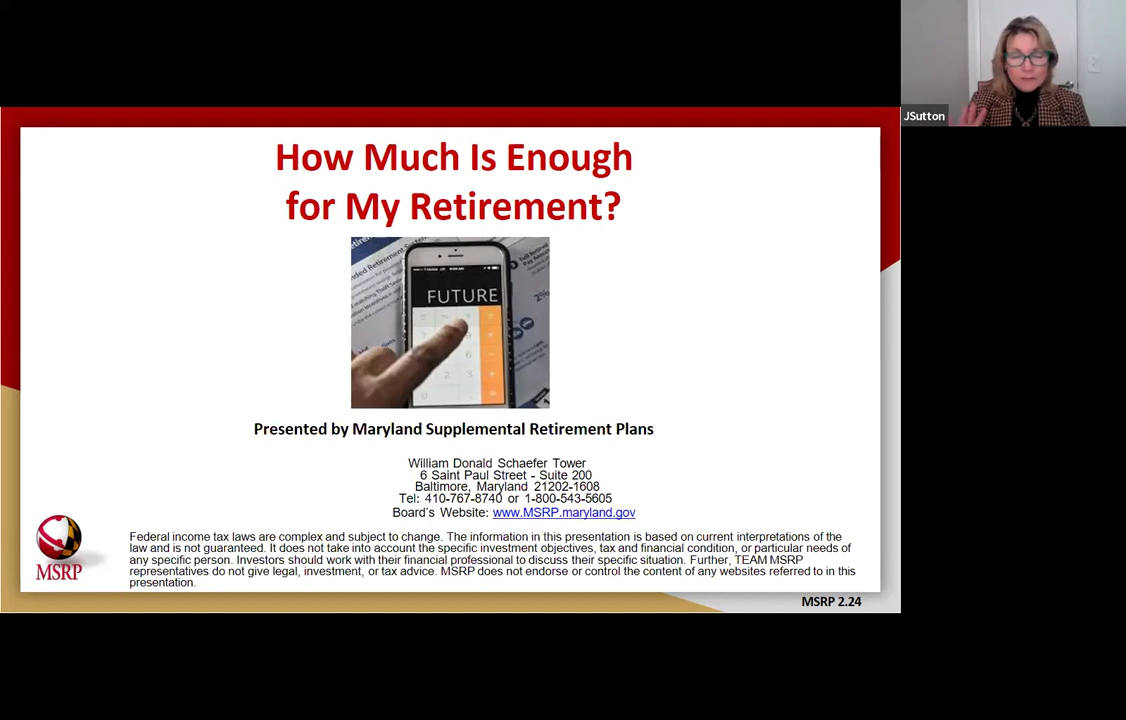 JSutton
How Much Is Enough
for My Retirement?
FUTURE
Presented by Maryland Supplemental Retirement Plans
William Donald Schaefer Tower
6 Saint Paul Street - Suite 200
Baltimore, Maryland 21202-1608
Tel: 410-767-8740 or 1-800-543-5605
Board's Website: www.MSRP.maryland.gov
MSRP
Federal income tax laws are complex and subject to change. The information in this presentation is based on current interpretations of the
law and is not guaranteed. It does not take into account the specific investment objectives, tax and financial condition, or particular needs of
any specific person. Investors should work with their financial professional to discuss their specific situation. Further, TEAM MSRP
representatives do not give legal, investment, or tax advice. MSRP does not endorse or control the content of any websites referred to in this
presentation.
MSRP 2.24